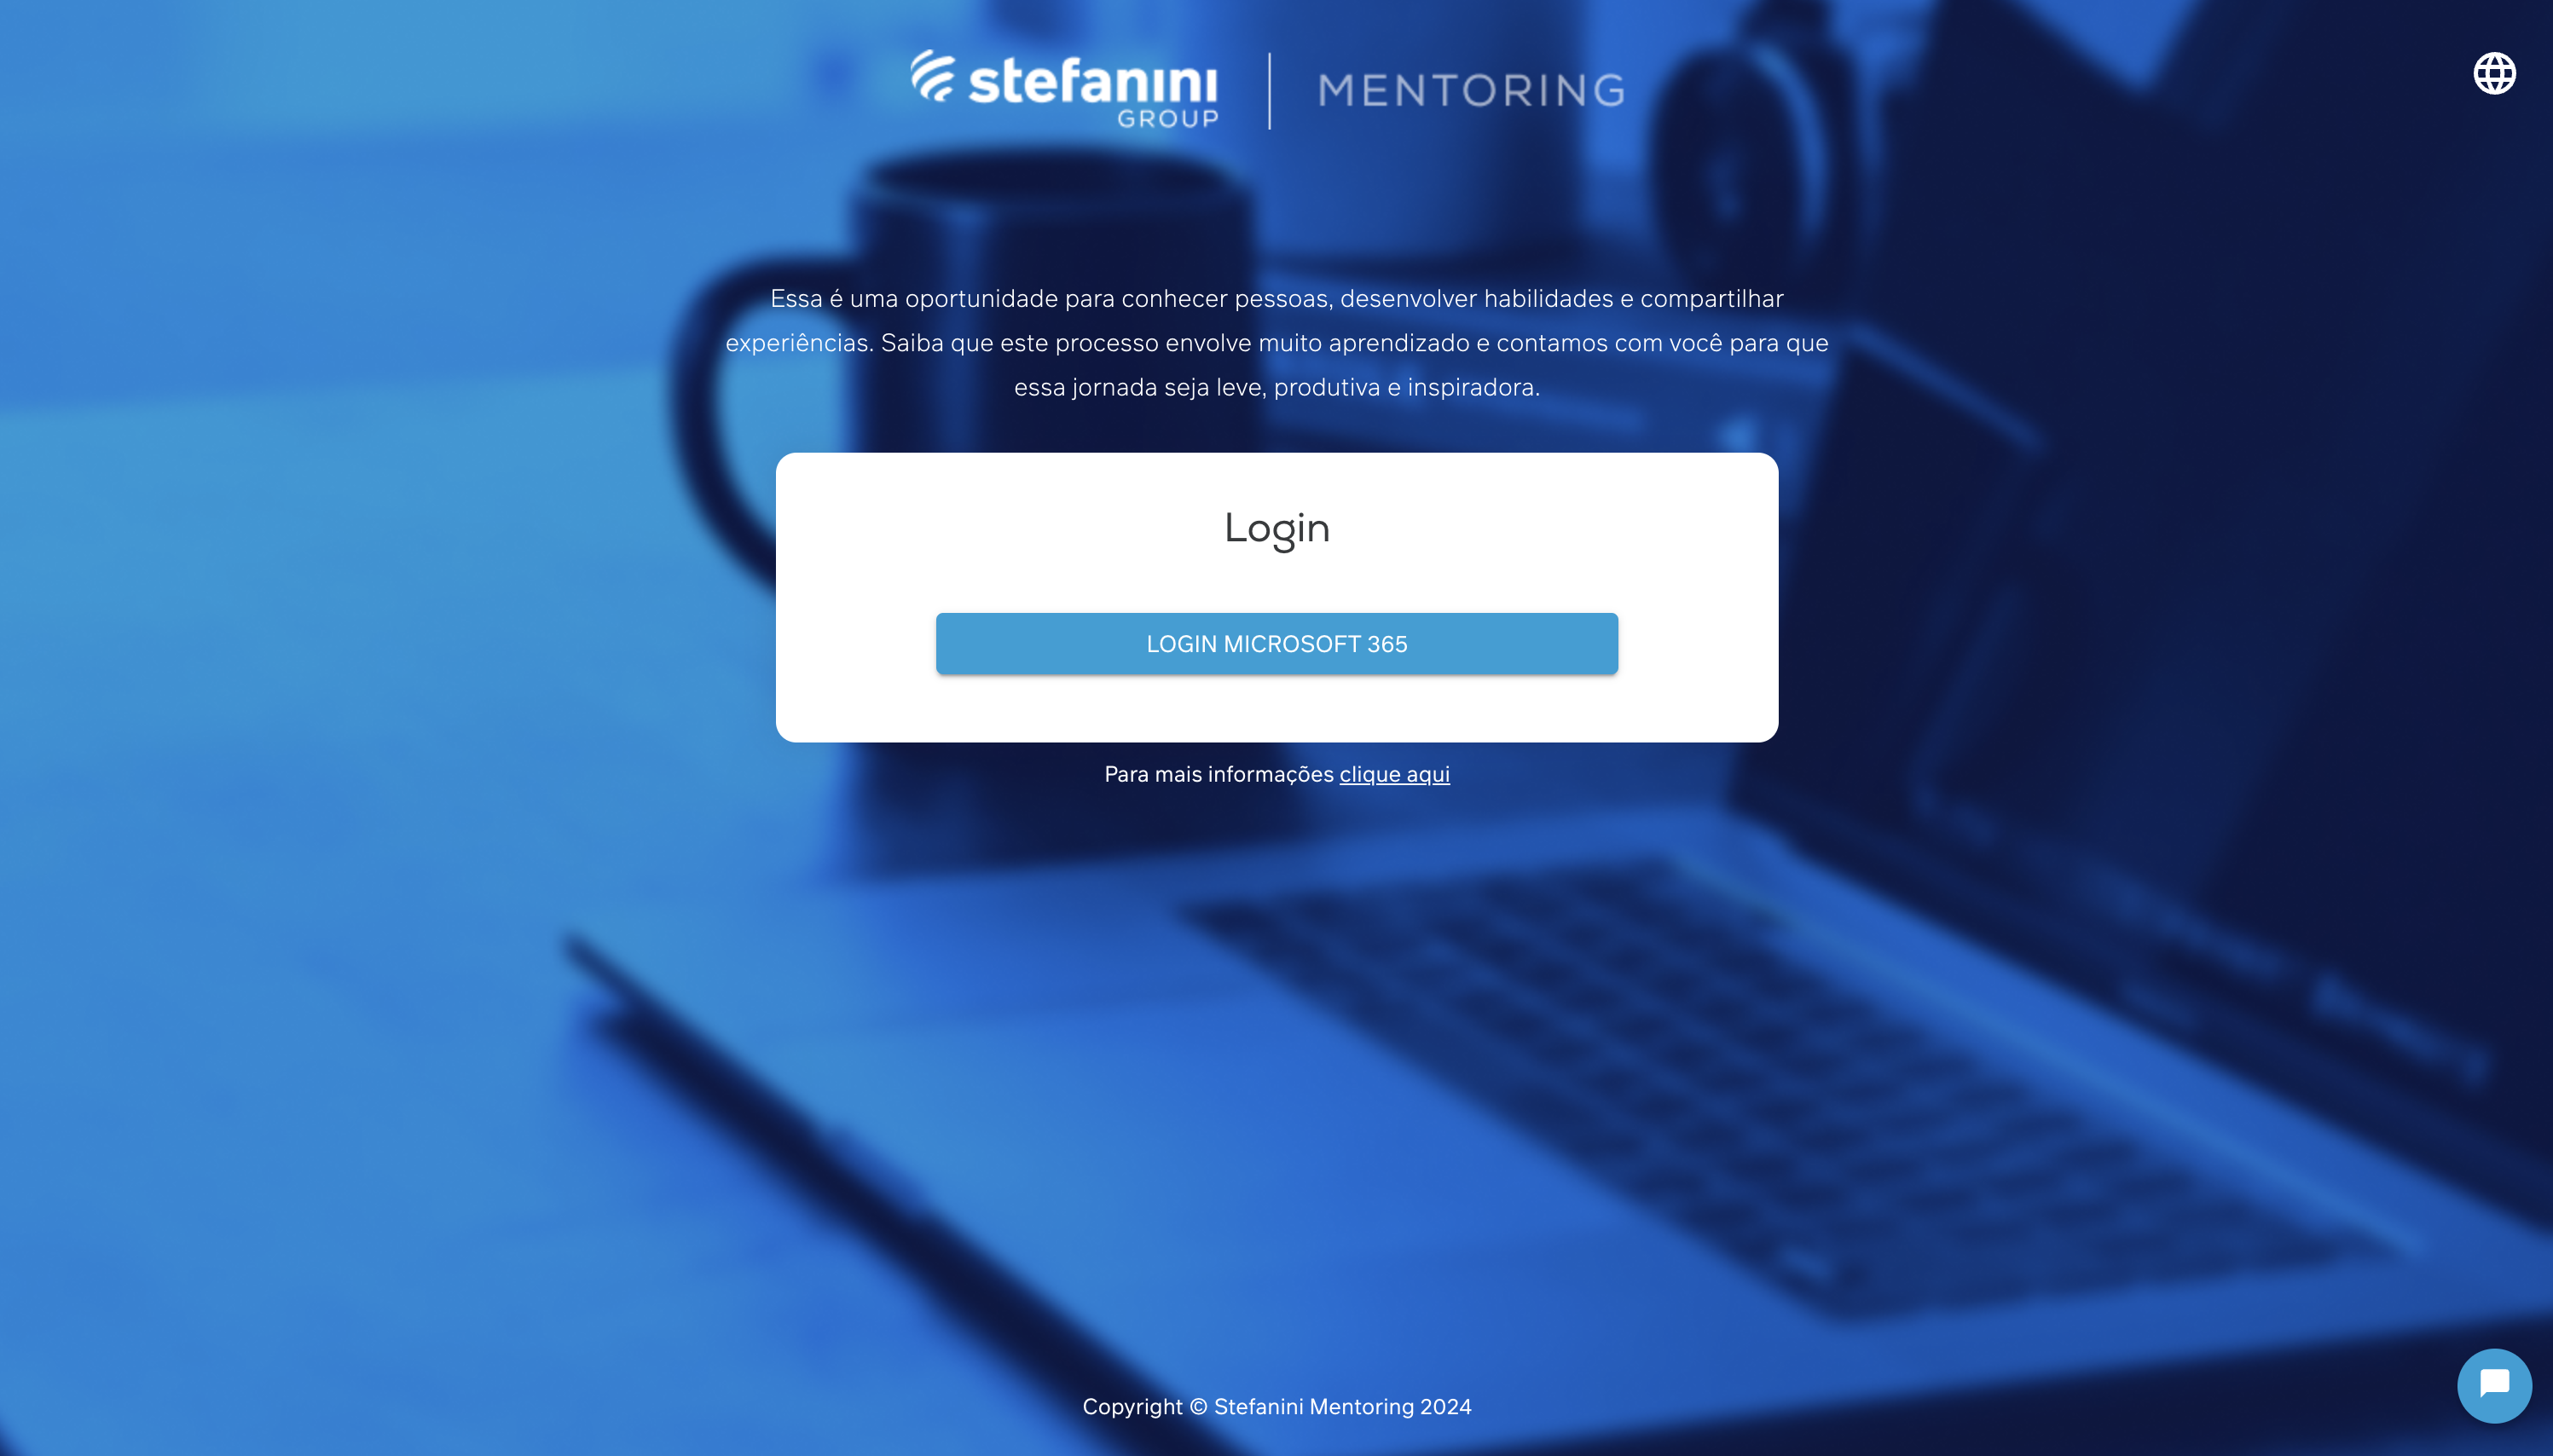 stefanini
GROUP
MENTORING
Essa é uma oportunidade para conhecer pessoas, desenvolver habilidades e compartilhar
experiências. Saiba que este processo envolve muito aprendizado e contamos com você para que
essa jornada seja leve, produtiva e inspiradora.
Login
LOGIN MICROSOFT 365
Para mais informações clique aqui
Copyright © Stefanini Mentoring 2024